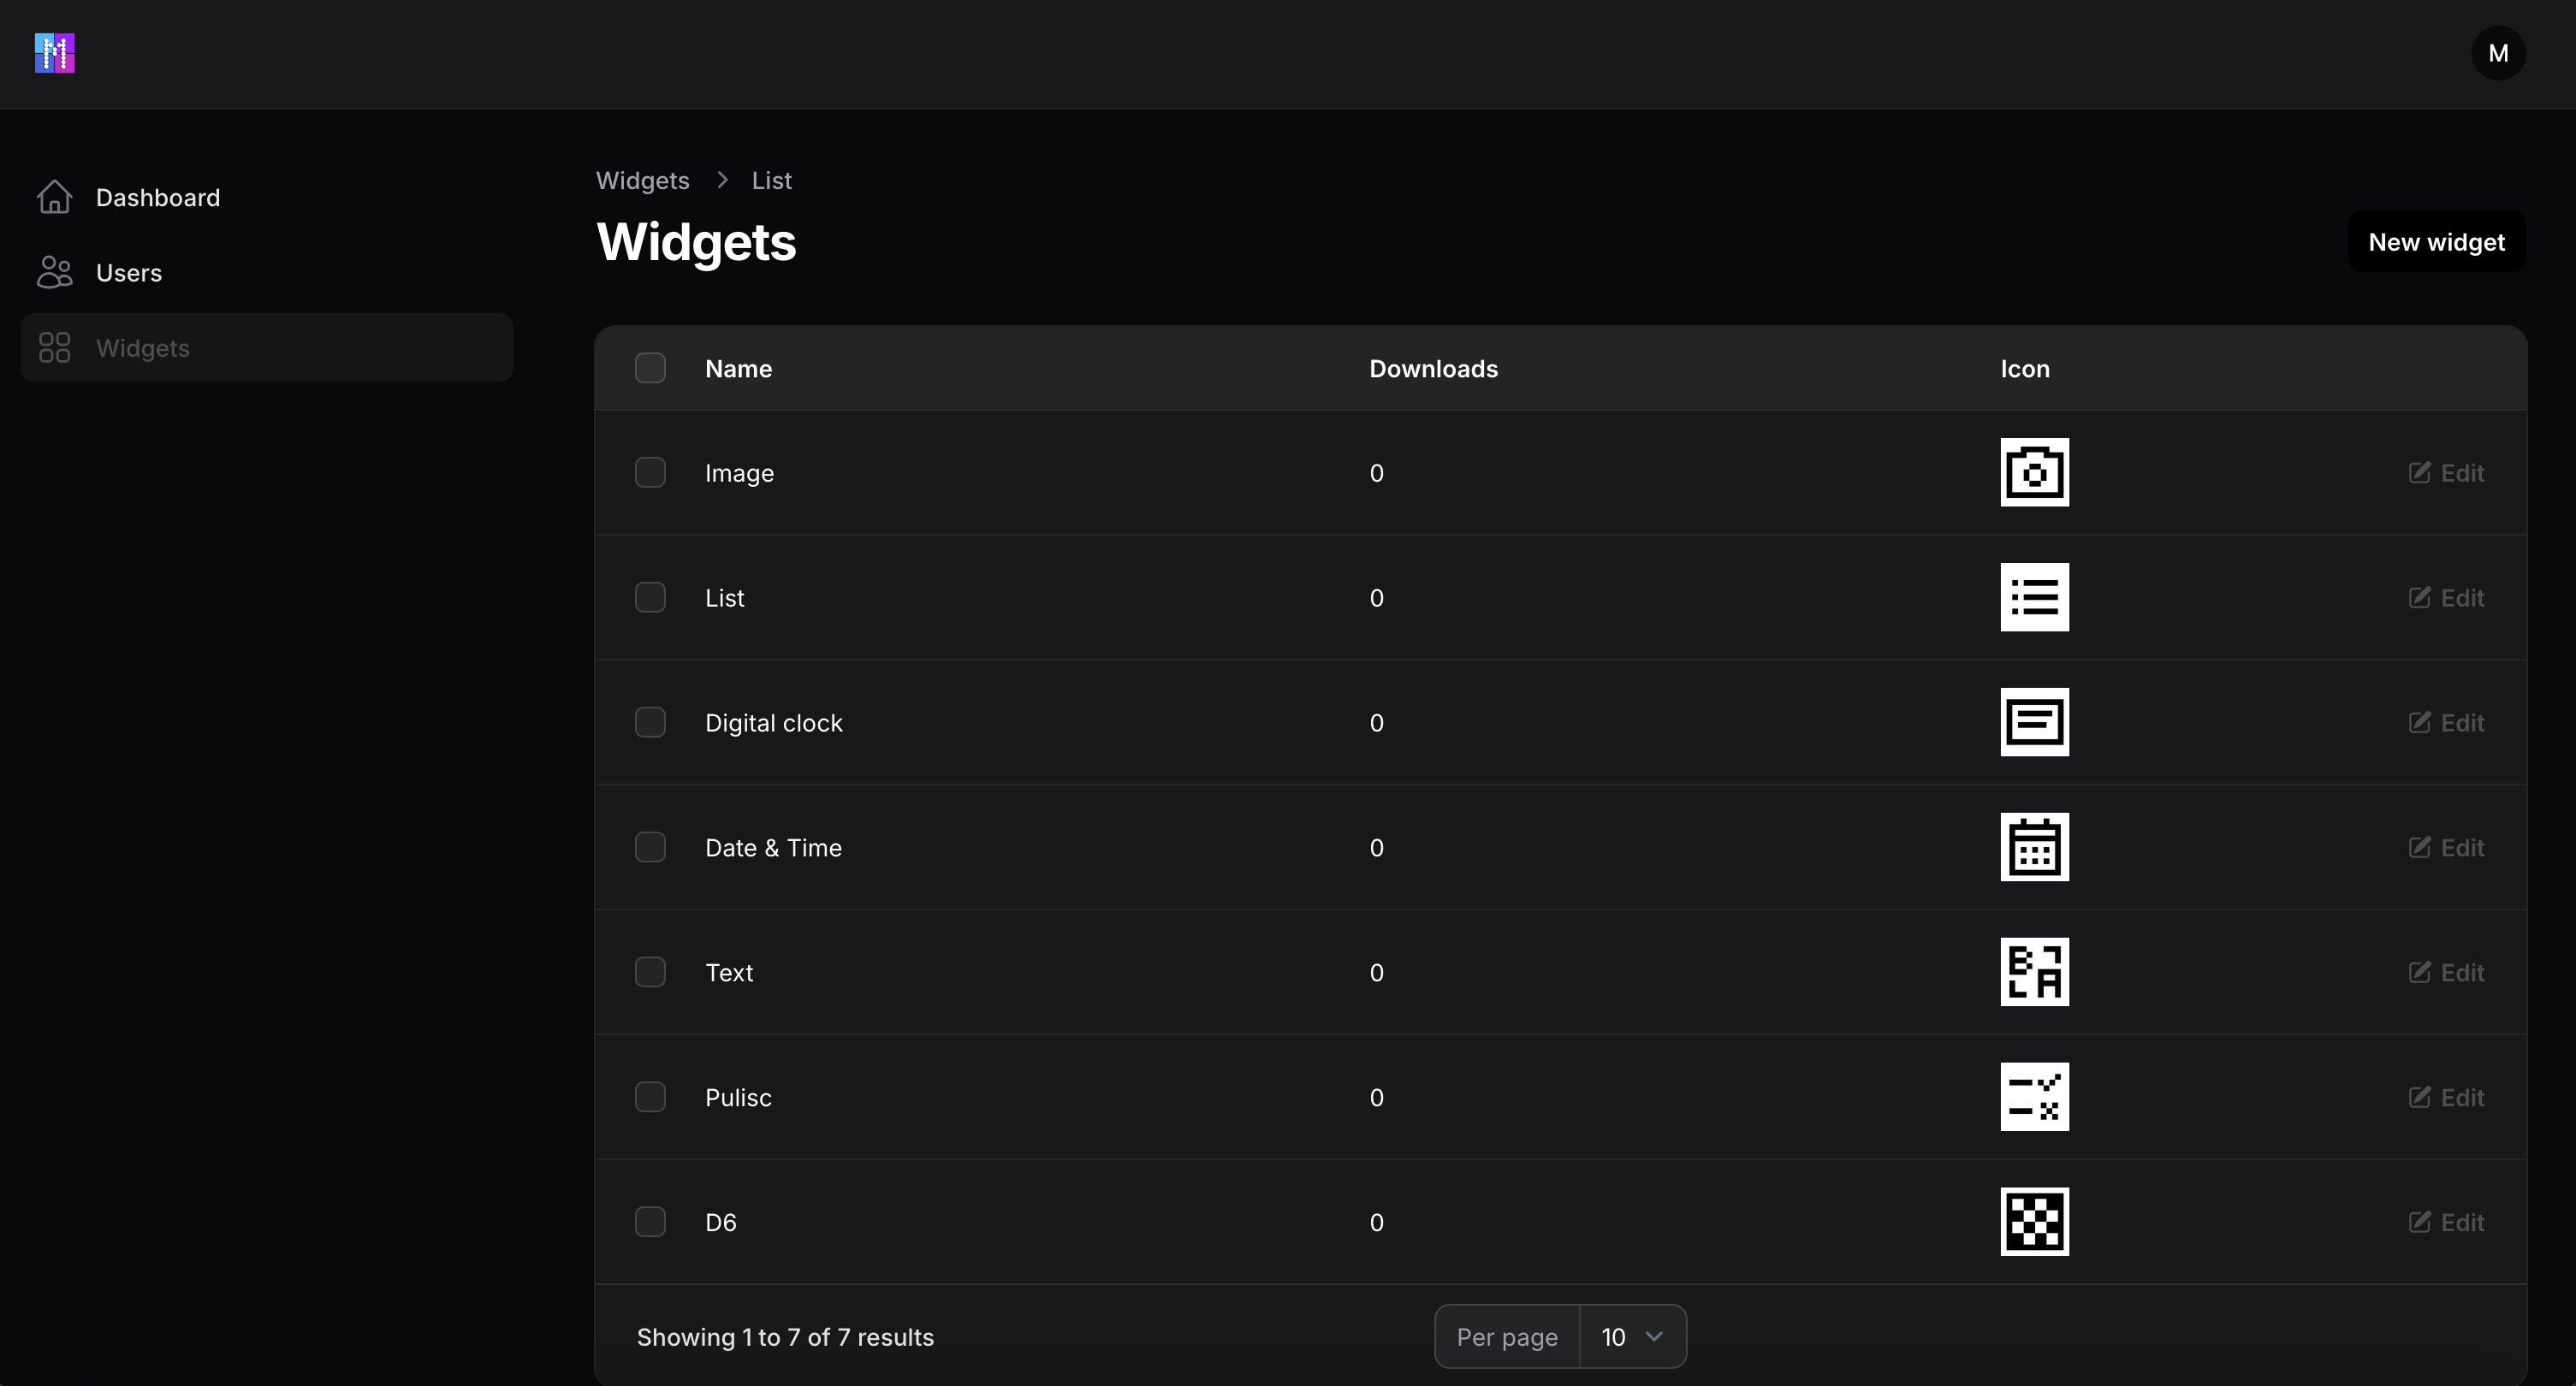 M
M
Dashboard
Users
Widgets
Widgets > List
Widgets
New widget
Name Downloads Icon
Image 0 Edit
List 0 Edit
Digital clock 0 Edit
Date & Time 0 Edit
Text 0 Edit
Pulisc 0 Edit
D6 0 Edit
Showing 1 to 7 of 7 results
Per page 10